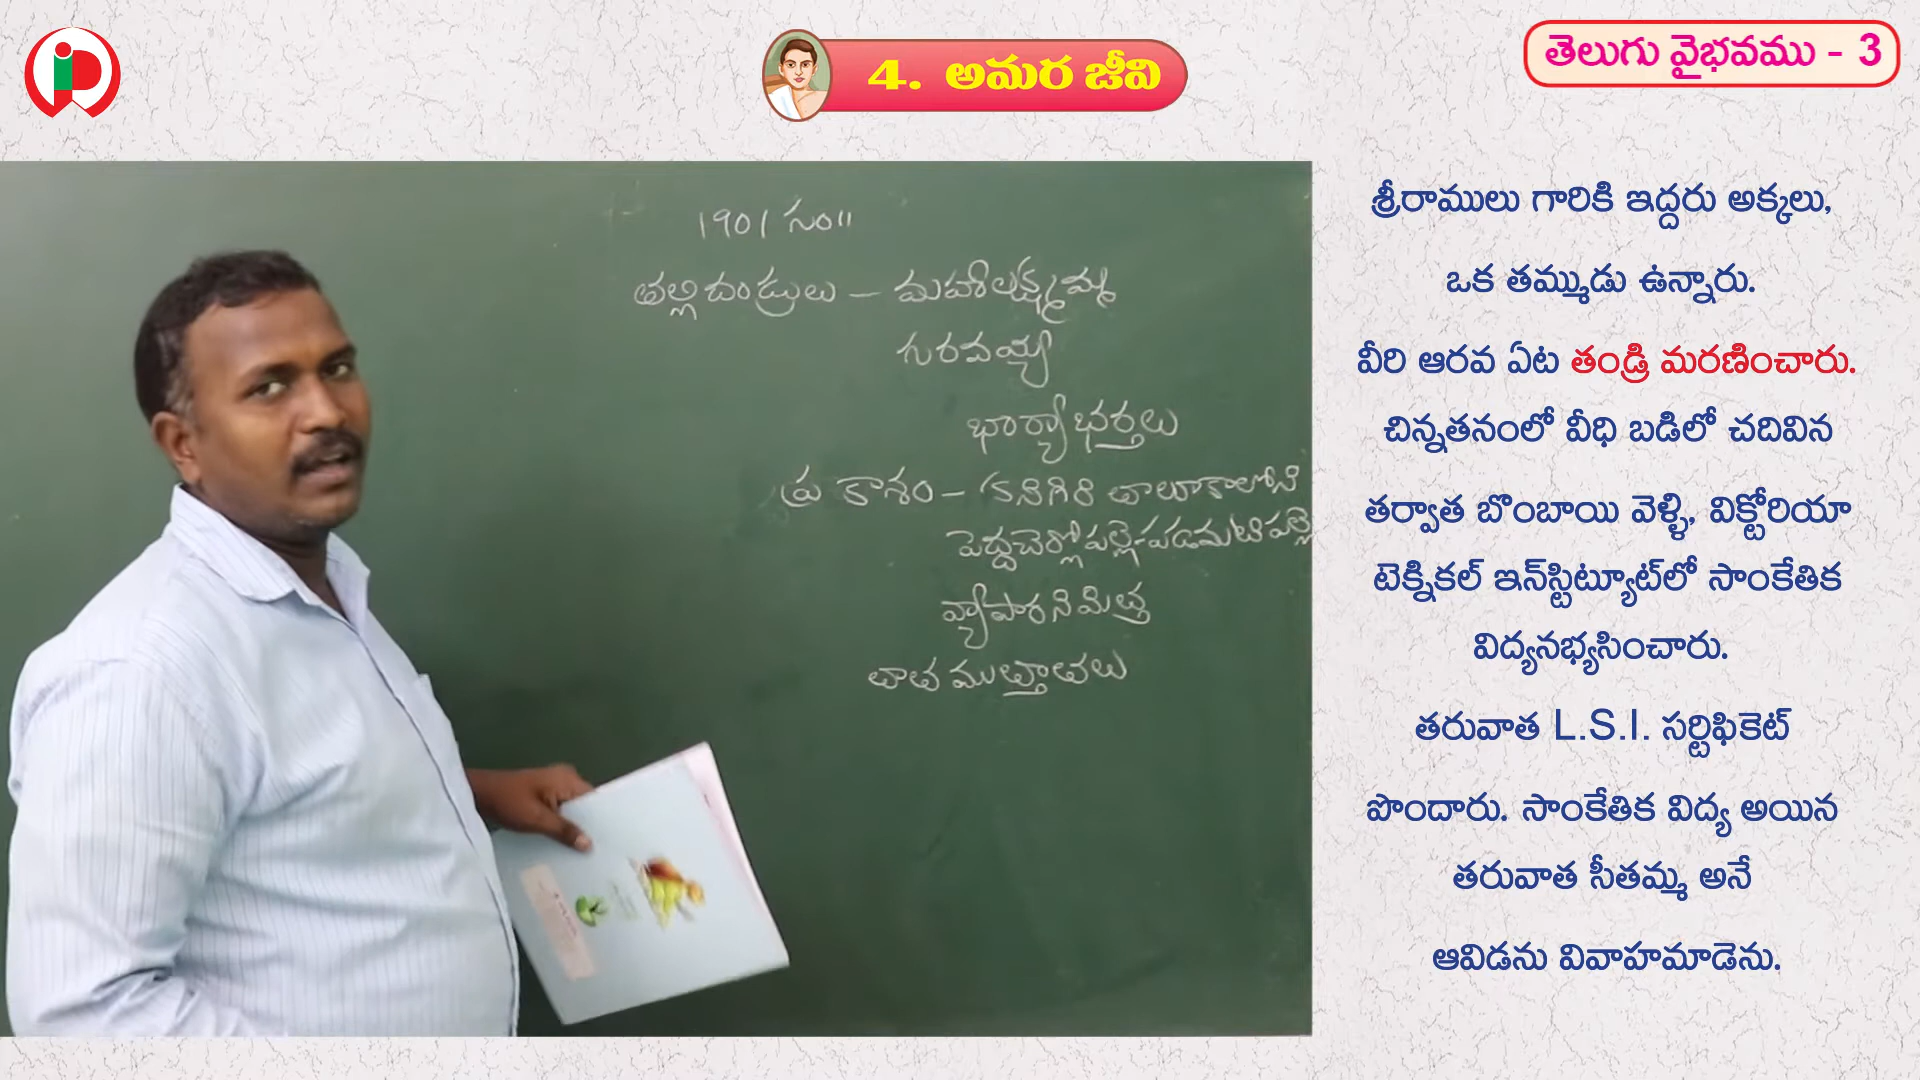 4. అమర జీవి
తెలుగు వైభవము - 3
1901 సం॥
తల్లిదండ్రులు – మహాలక్ష్మమ్మ
గురవయ్య
భార్యాభర్తలు
ప్రకాశం – కనిగిరి తాలూకాలోని
పెద్దచెర్లోపల్లె-పడమటిపల్లె
వ్యాపారనిమిత్త
తాత ముత్తాతలు
శ్రీరాములు గారికి ఇద్దరు అక్కలు,
ఒక తమ్ముడు ఉన్నారు.
వీరి ఆరవ ఏట తండ్రి మరణించారు.
చిన్నతనంలో వీధి బడిలో చదివిన
తర్వాత బొంబాయి వెళ్ళి, విక్టోరియా
టెక్నికల్ ఇన్‌స్టిట్యూట్‌లో సాంకేతిక
విద్యనభ్యసించారు.
తరువాత L.S.I. సర్టిఫికెట్
పొందారు. సాంకేతిక విద్య అయిన
తరువాత సీతమ్మ అనే
ఆవిడను వివాహమాడెను.